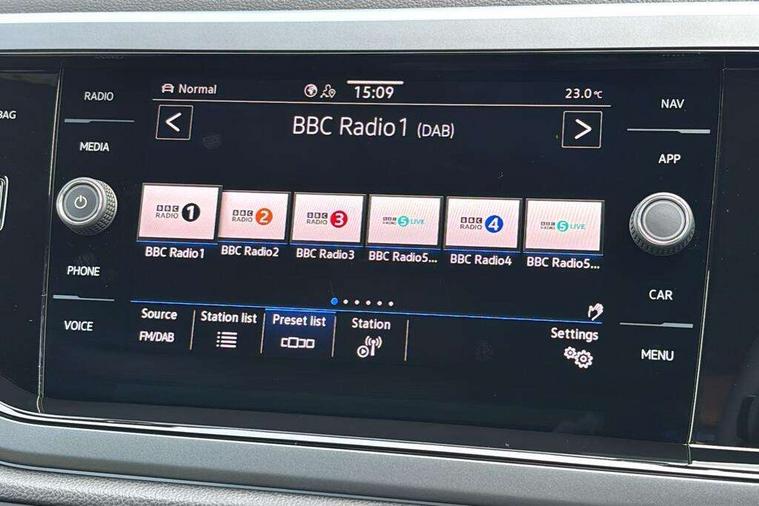 BAG
RADIO
MEDIA
PHONE
VOICE
Normal
15:09
23.0°C
BBC Radio1 (DAB)
BBC RADIO 1
BBC RADIO 2
BBC RADIO 3
5 LIVE
BBC RADIO 4
5 LIVE
BBC Radio1
BBC Radio2
BBC Radio3
BBC Radio5...
BBC Radio4
BBC Radio5...
Source
FM/DAB
Station list
Preset list
Station
Settings
NAV
APP
CAR
MENU